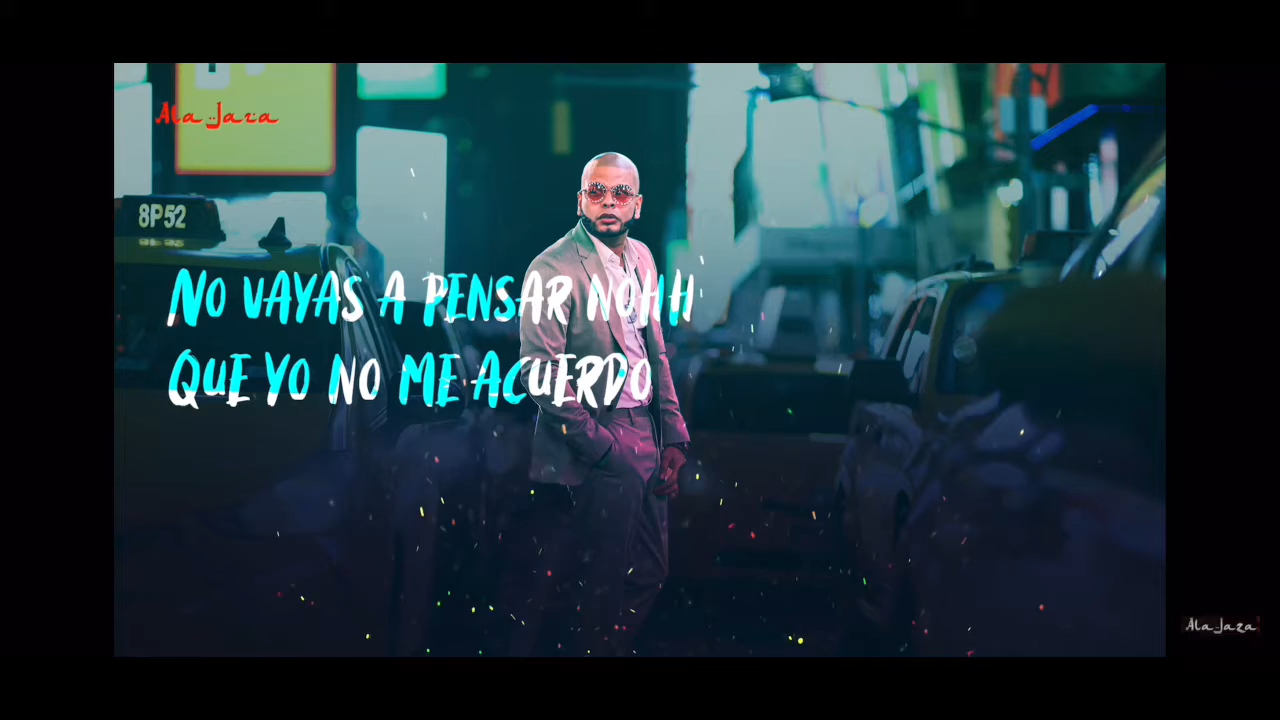 Ala Jaza
8P52
NO VAYAS A PENSAR NOHH
QUE YO NO ME ACUERDO
Ala Jaza